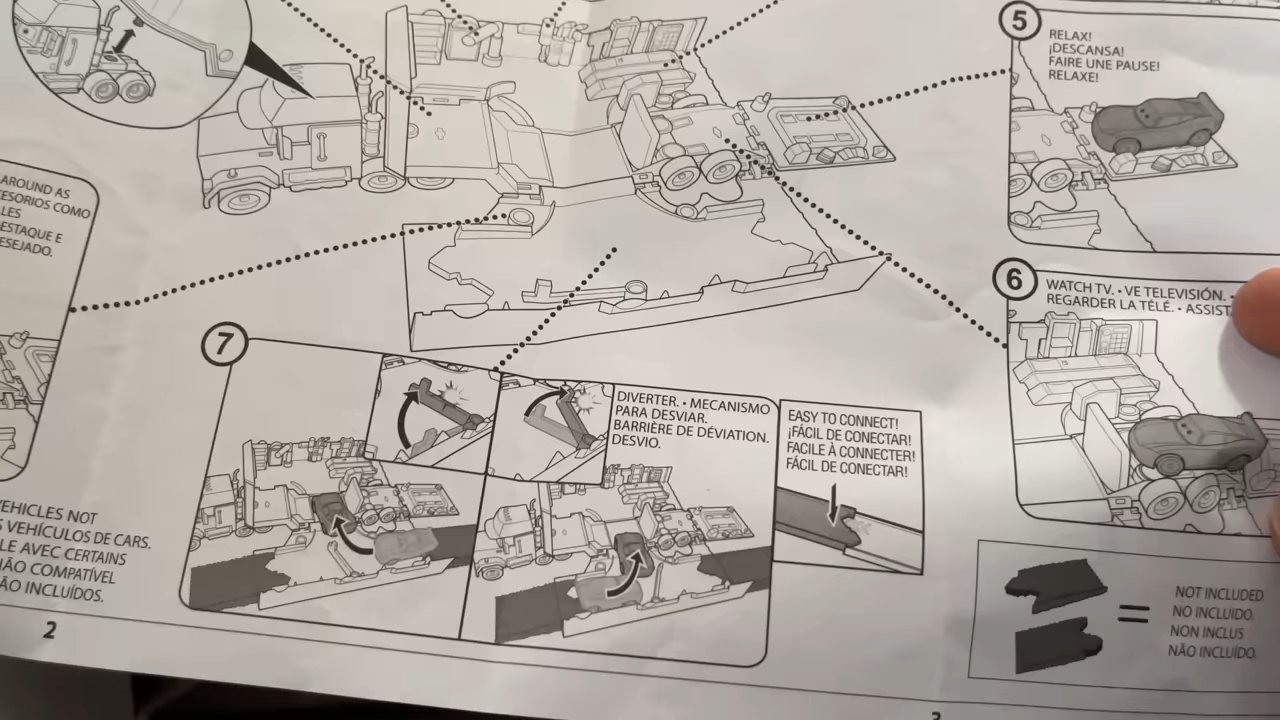 5
RELAX!
¡DESCANSA!
FAIRE UNE PAUSE!
RELAXE!
AROUND AS
ESORIOS COMO
LES
ESTAQUE E
ESEJADO.
6
WATCH TV. • VE TELEVISIÓN. •
REGARDER LA TÉLÉ. • ASSIST
7
DIVERTER. • MECANISMO
PARA DESVIAR.
BARRIÈRE DE DÉVIATION.
DESVIO.
EASY TO CONNECT!
¡FÁCIL DE CONECTAR!
FACILE À CONNECTER!
FÁCIL DE CONECTAR!
VEHICLES NOT
S VEHÍCULOS DE CARS.
LE AVEC CERTAINS
NÃO COMPATÍVEL
ÃO INCLUÍDOS.
=
NOT INCLUDED
NO INCLUIDO.
NON INCLUS
NÃO INCLUÍDO
2